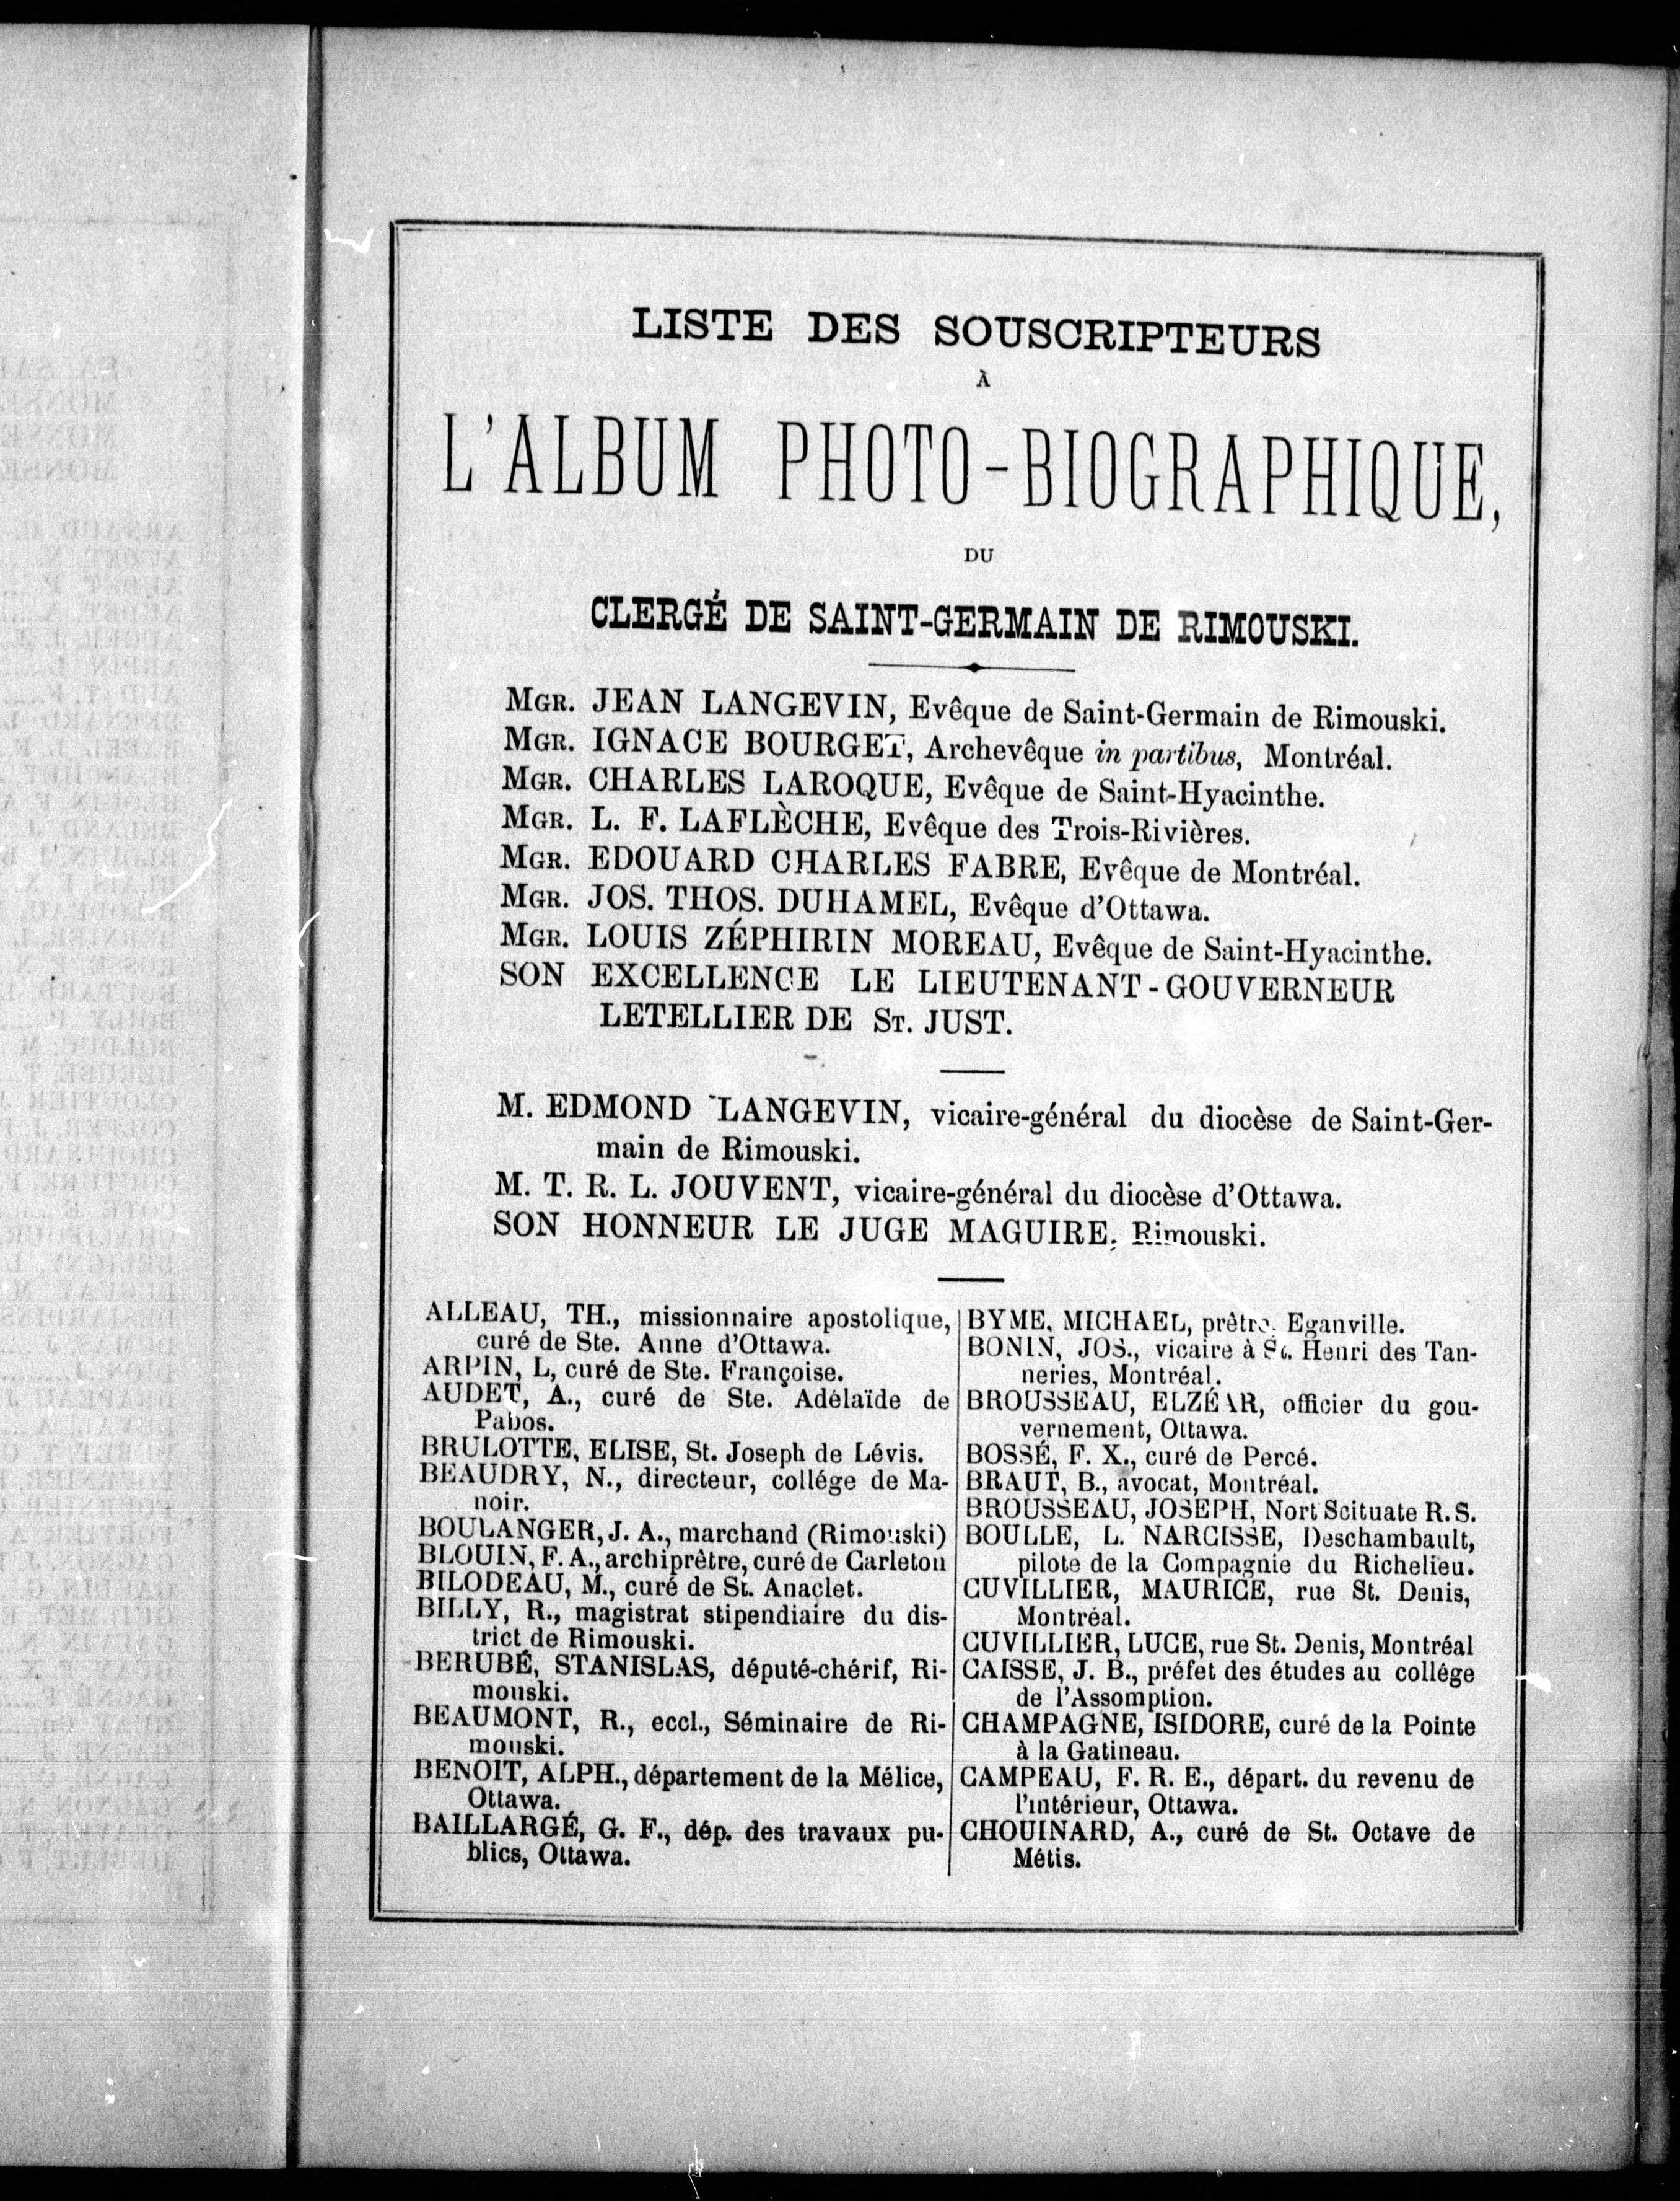 LISTE DES SOUSCRIPTEURS
À
L'ALBUM PHOTO-BIOGRAPHIQUE,
DU
CLERGÉ DE SAINT-GERMAIN DE RIMOUSKI.
MGR. JEAN LANGEVIN, Evêque de Saint-Germain de Rimouski.
MGR. IGNACE BOURGET, Archevêque in partibus, Montréal.
MGR. CHARLES LAROQUE, Evêque de Saint-Hyacinthe.
MGR. L. F. LAFLÈCHE, Evêque des Trois-Rivières.
MGR. EDOUARD CHARLES FABRE, Evêque de Montréal.
MGR. JOS. THOS. DUHAMEL, Evêque d'Ottawa.
MGR. LOUIS ZÉPHIRIN MOREAU, Evêque de Saint-Hyacinthe.
SON EXCELLENCE LE LIEUTENANT-GOUVERNEUR
LETELLIER DE ST. JUST.
M. EDMOND LANGEVIN, vicaire-général du diocèse de Saint-Ger-
main de Rimouski.
M. T. R. L. JOUVENT, vicaire-général du diocèse d'Ottawa.
SON HONNEUR LE JUGE MAGUIRE, Rimouski.
ALLEAU, TH., missionnaire apostolique,
curé de Ste. Anne d'Ottawa.
ARPIN, L, curé de Ste. Françoise.
AUDET, A., curé de Ste. Adélaïde de
Pabos.
BRULOTTE, ELISE, St. Joseph de Lévis.
BEAUDRY, N., directeur, collége de Ma-
noir.
BOULANGER, J. A., marchand (Rimouski)
BLOUIN, F. A., archiprêtre, curé de Carleton
BILODEAU, M., curé de St. Anaclet.
BILLY, R., magistrat stipendiaire du dis-
trict de Rimouski.
BERUBÉ, STANISLAS, député-chérif, Ri-
mouski.
BEAUMONT, R., eccl., Séminaire de Ri-
mouski.
BENOIT, ALPH., département de la Mélice,
Ottawa.
BAILLARGÉ, G. F., dép. des travaux pu-
blics, Ottawa.
BYME, MICHAEL, prêtre. Eganville.
BONIN, JOS., vicaire à St. Henri des Tan-
neries, Montréal.
BROUSSEAU, ELZÉAR, officier du gou-
vernement, Ottawa.
BOSSÉ, F. X., curé de Percé.
BRAUT, B., avocat, Montréal.
BROUSSEAU, JOSEPH, Nort Scituate R. S.
BOULLE, L. NARCISSE, Deschambault,
pilote de la Compagnie du Richelieu.
CUVILLIER, MAURICE, rue St. Denis,
Montréal.
CUVILLIER, LUCE, rue St. Denis, Montréal
CAISSE, J. B., préfet des études au collége
de l'Assomption.
CHAMPAGNE, ISIDORE, curé de la Pointe
à la Gatineau.
CAMPEAU, F. R. E., départ. du revenu de
l'intérieur, Ottawa.
CHOUINARD, A., curé de St. Octave de
Métis.